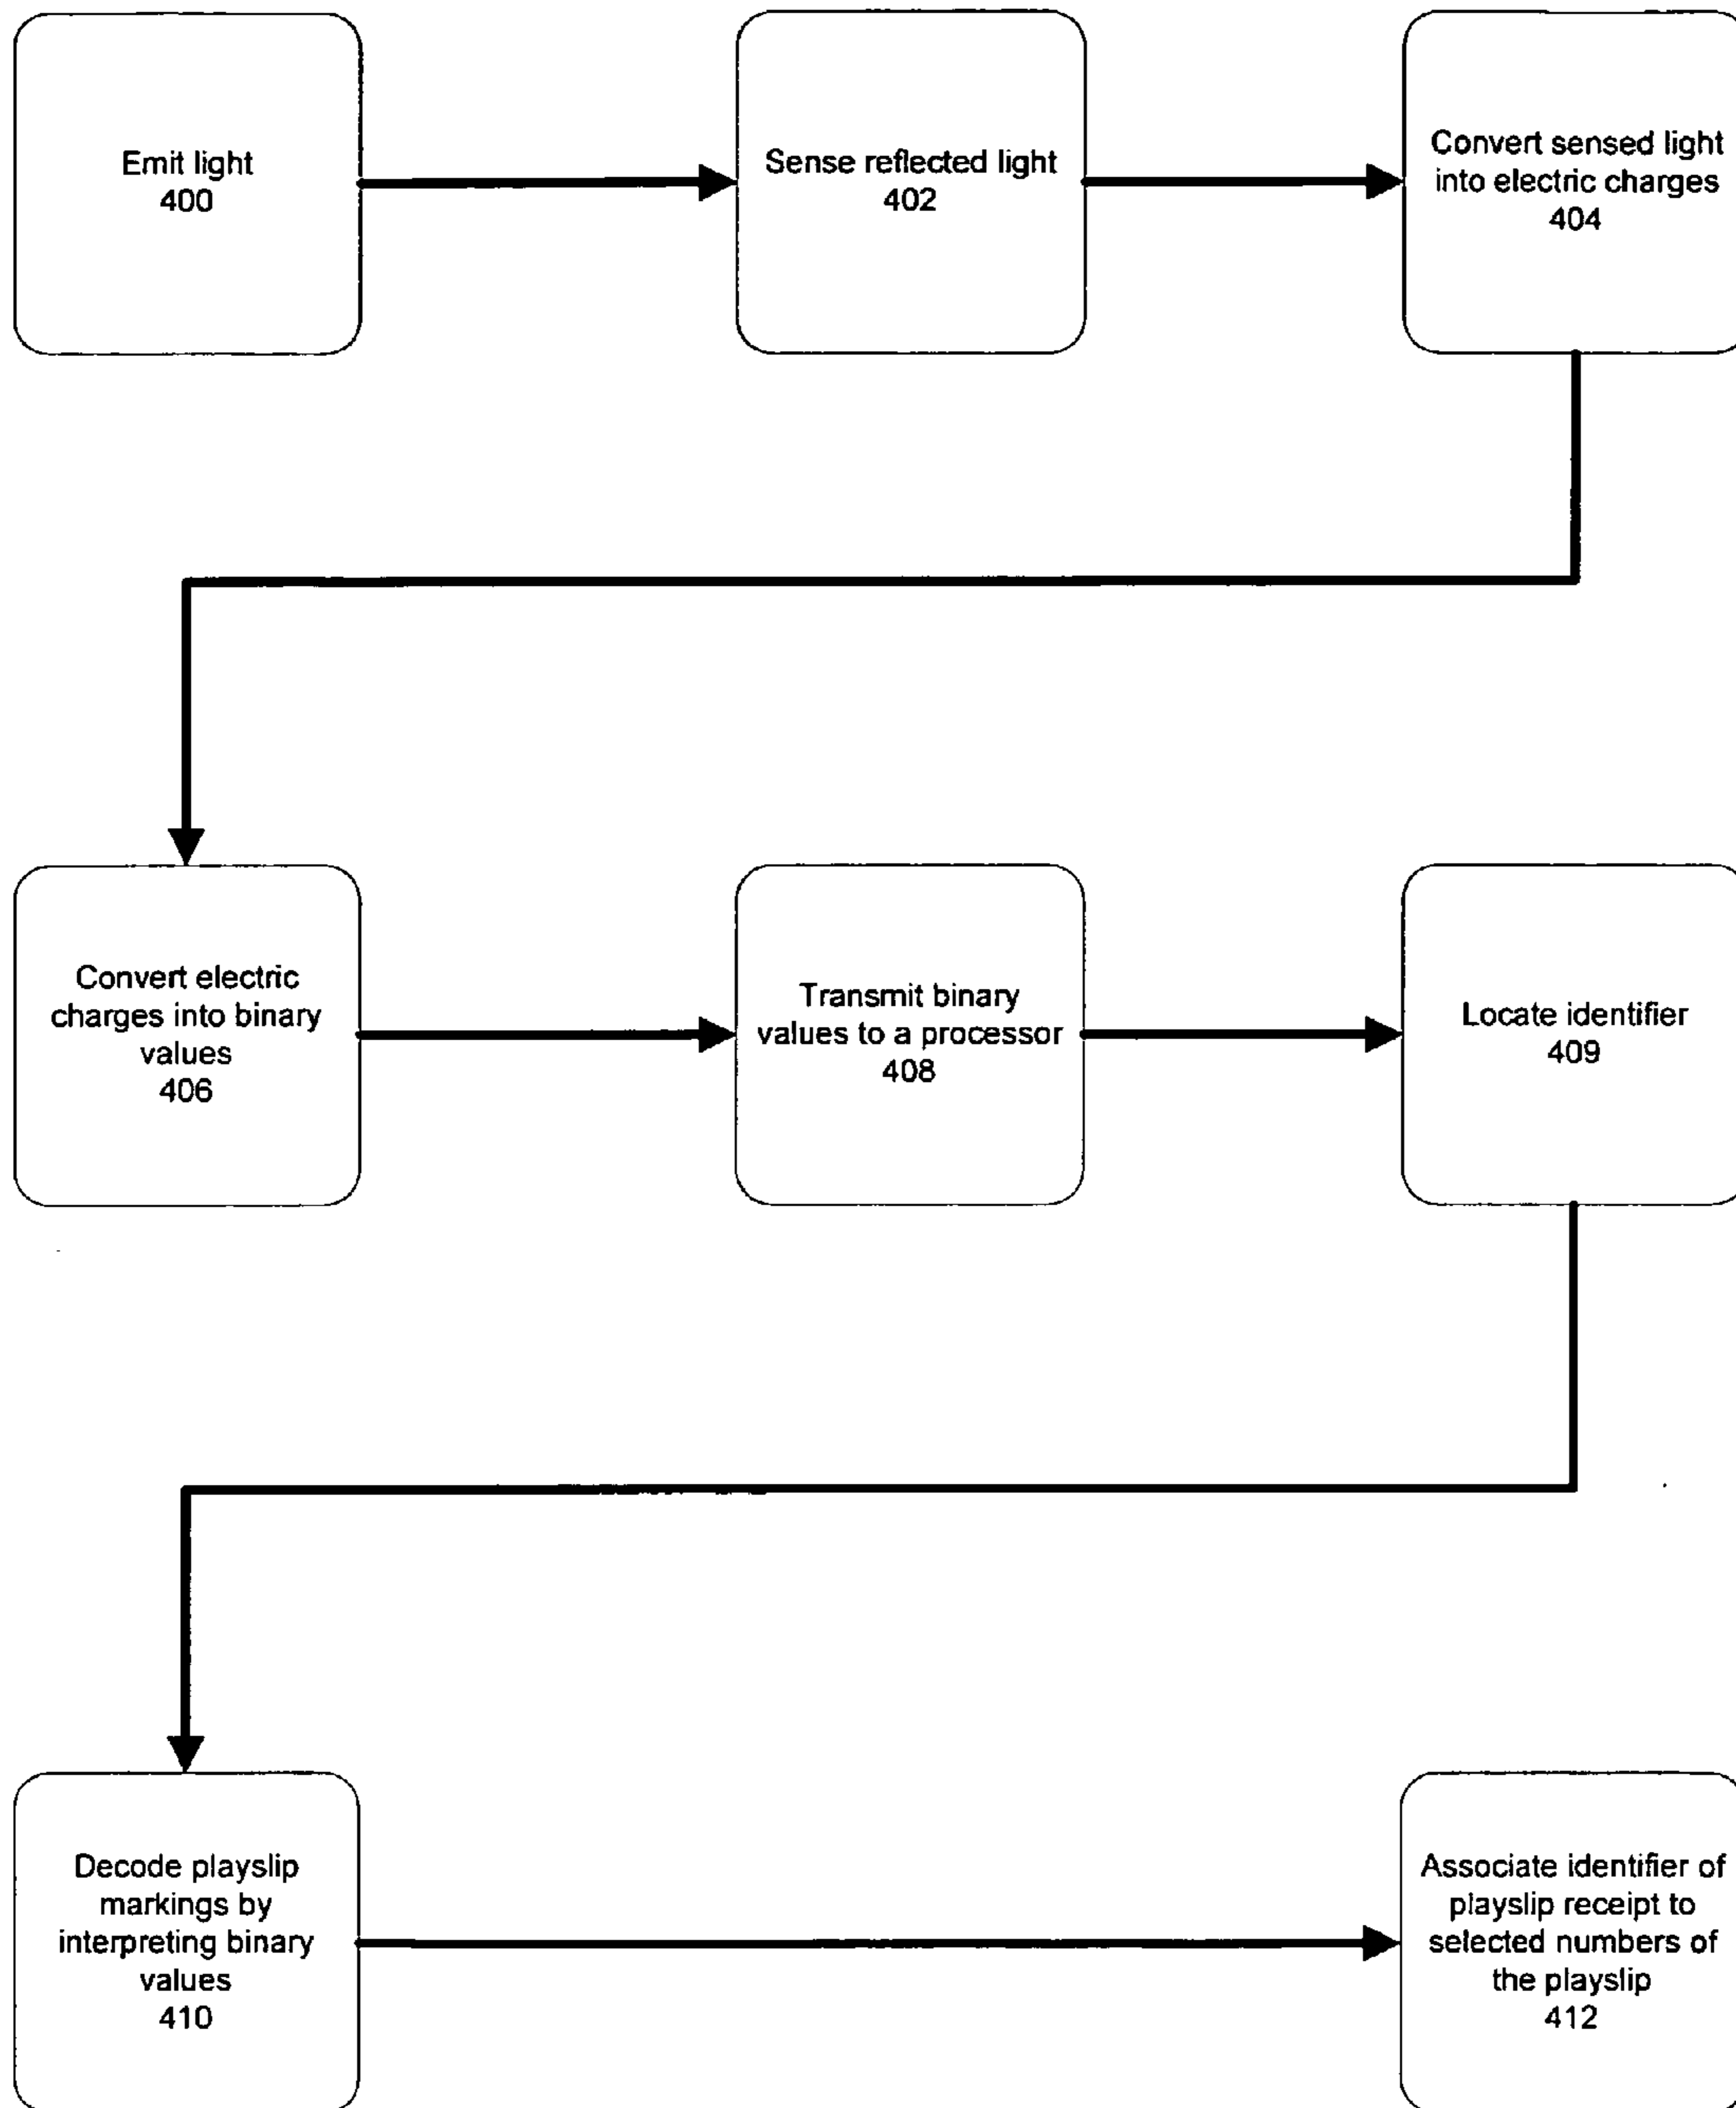 Emit light
400
Sense reflected light
402
Convert sensed light
into electric charges
404
Convert electric
charges into binary
values
406
Transmit binary
values to a processor
408
Locate identifier
409
Decode playslip
markings by
interpreting binary
values
410
Associate identifier of
playslip receipt to
selected numbers of
the playslip
412